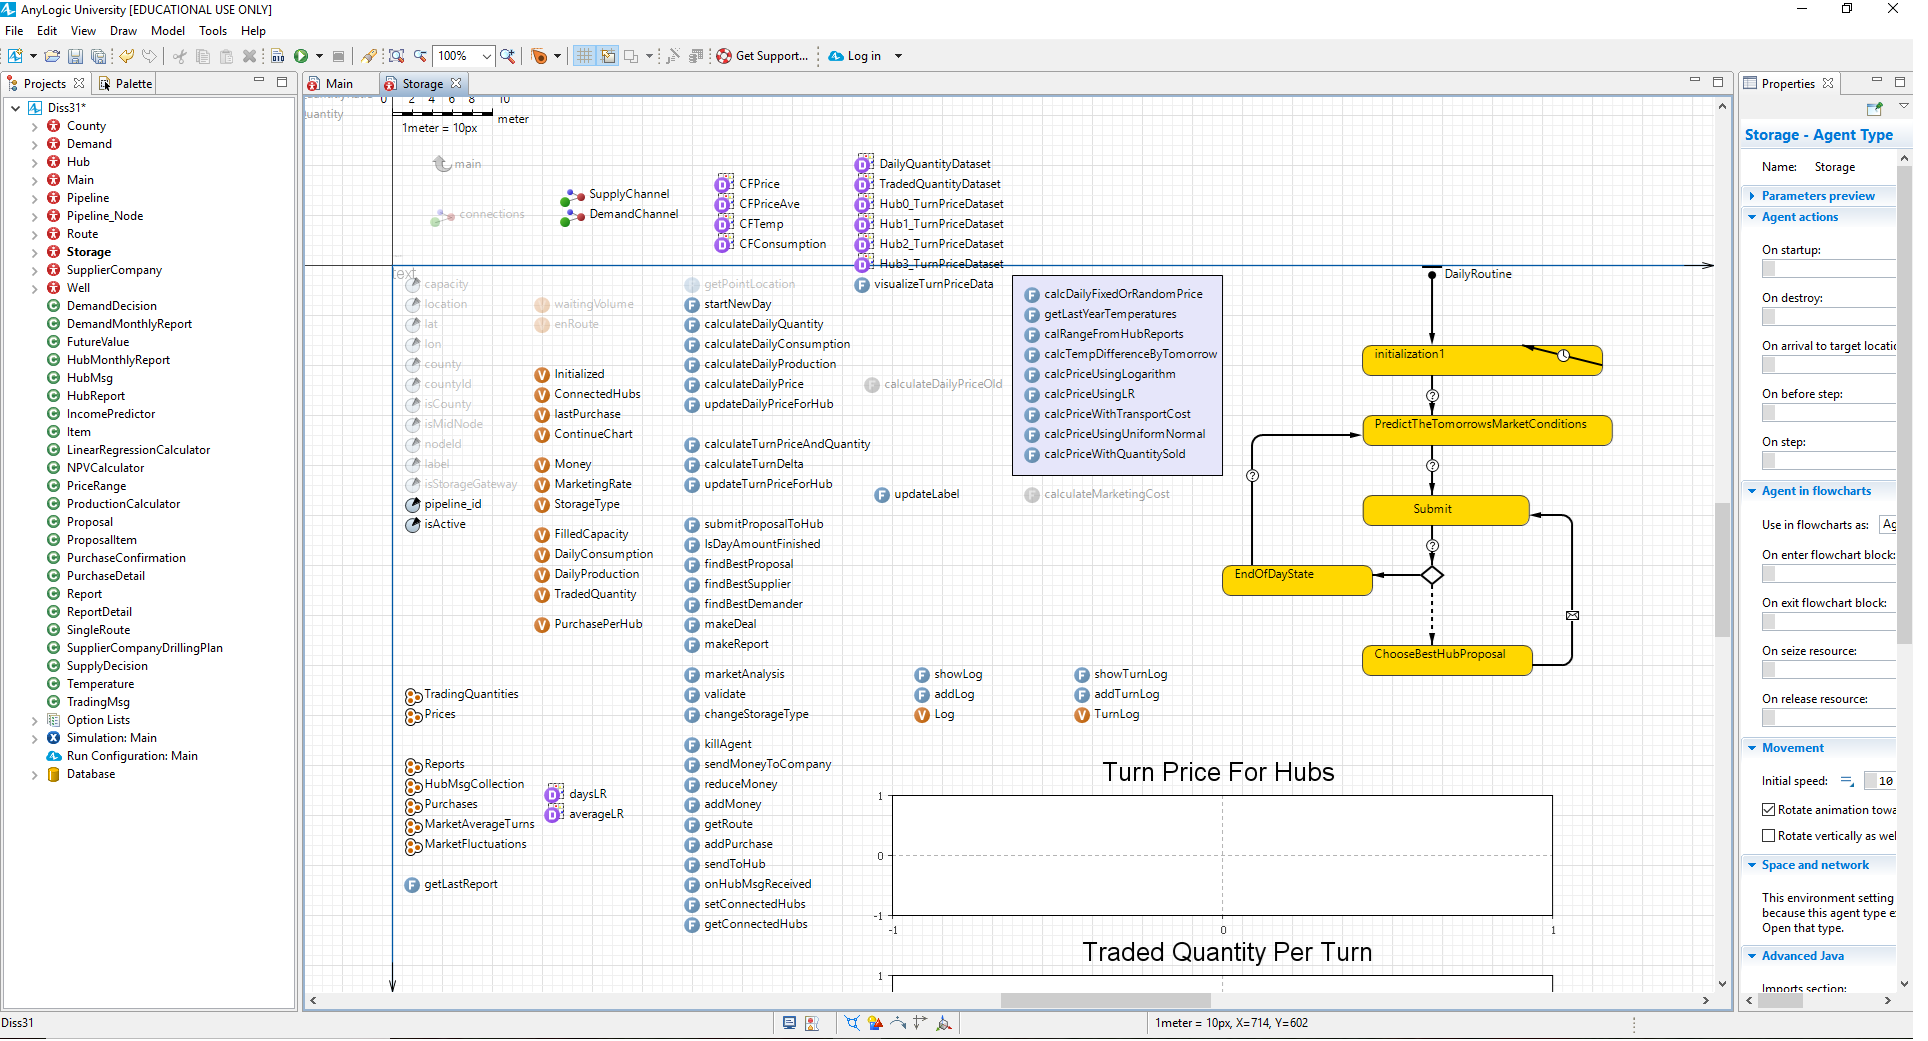 AnyLogic University [EDUCATIONAL USE ONLY]
File Edit View Draw Model Tools Help
100% Get Support... Log in
Projects Palette
Diss31*
County
Demand
Hub
Main
Pipeline
Pipeline_Node
Route
Storage
SupplierCompany
Well
DemandDecision
DemandMonthlyReport
FutureValue
HubMonthlyReport
HubMsg
HubReport
IncomePredictor
Item
LinearRegressionCalculator
NPVCalculator
PriceRange
ProductionCalculator
Proposal
ProposalItem
PurchaseConfirmation
PurchaseDetail
Report
ReportDetail
SingleRoute
SupplierCompanyDrillingPlan
SupplyDecision
Temperature
TradingMsg
Option Lists
Simulation: Main
Run Configuration: Main
Database
Main Storage
0 2 4 6 8 10
uantity
meter
1meter = 10px
main
connections
SupplyChannel
DemandChannel
CFPrice
CFPriceAve
CFTemp
CFConsumption
DailyQuantityDataset
TradedQuantityDataset
Hub0_TurnPriceDataset
Hub1_TurnPriceDataset
Hub2_TurnPriceDataset
Hub3_TurnPriceDataset
text
capacity
location
lat
lon
county
countyId
isCounty
isMidNode
nodeId
label
isStorageGateway
pipeline_id
isActive
waitingVolume
enRoute
Initialized
ConnectedHubs
lastPurchase
ContinueChart
Money
MarketingRate
StorageType
FilledCapacity
DailyConsumption
DailyProduction
TradedQuantity
PurchasePerHub
getPointLocation
startNewDay
calculateDailyQuantity
calculateDailyConsumption
calculateDailyProduction
calculateDailyPrice
updateDailyPriceForHub
calculateTurnPriceAndQuantity
calculateTurnDelta
updateTurnPriceForHub
submitProposalToHub
IsDayAmountFinished
findBestProposal
findBestSupplier
findBestDemander
makeDeal
makeReport
marketAnalysis
validate
changeStorageType
killAgent
sendMoneyToCompany
reduceMoney
addMoney
getRoute
addPurchase
sendToHub
onHubMsgReceived
setConnectedHubs
getConnectedHubs
visualizeTurnPriceData
calculateDailyPriceOld
updateLabel
calcDailyFixedOrRandomPrice
getLastYearTemperatures
calRangeFromHubReports
calcTempDifferenceByTomorrow
calcPriceUsingLogarithm
calcPriceUsingLR
calcPriceWithTransportCost
calcPriceUsingUniformNormal
calcPriceWithQuantitySold
calculateMarketingCost
TradingQuantities
Prices
Reports
HubMsgCollection
Purchases
MarketAverageTurns
MarketFluctuations
getLastReport
daysLR
averageLR
showLog
addLog
Log
showTurnLog
addTurnLog
TurnLog
DailyRoutine
initialization1
PredictTheTomorrowsMarketConditions
Submit
EndOfDayState
ChooseBestHubProposal
Turn Price For Hubs
1
0
-1
-1 0 1
Traded Quantity Per Turn
1
Properties
Storage - Agent Type
Name: Storage
Parameters preview
Agent actions
On startup:
On destroy:
On arrival to target locatio
On before step:
On step:
Agent in flowcharts
Use in flowcharts as: Ag
On enter flowchart block:
On exit flowchart block:
On seize resource:
On release resource:
Movement
Initial speed: 10
Rotate animation towa
Rotate vertically as wel
Space and network
This environment setting
because this agent type e
Open that type.
Advanced Java
Imports section:
Diss31
1meter = 10px, X=714, Y=602